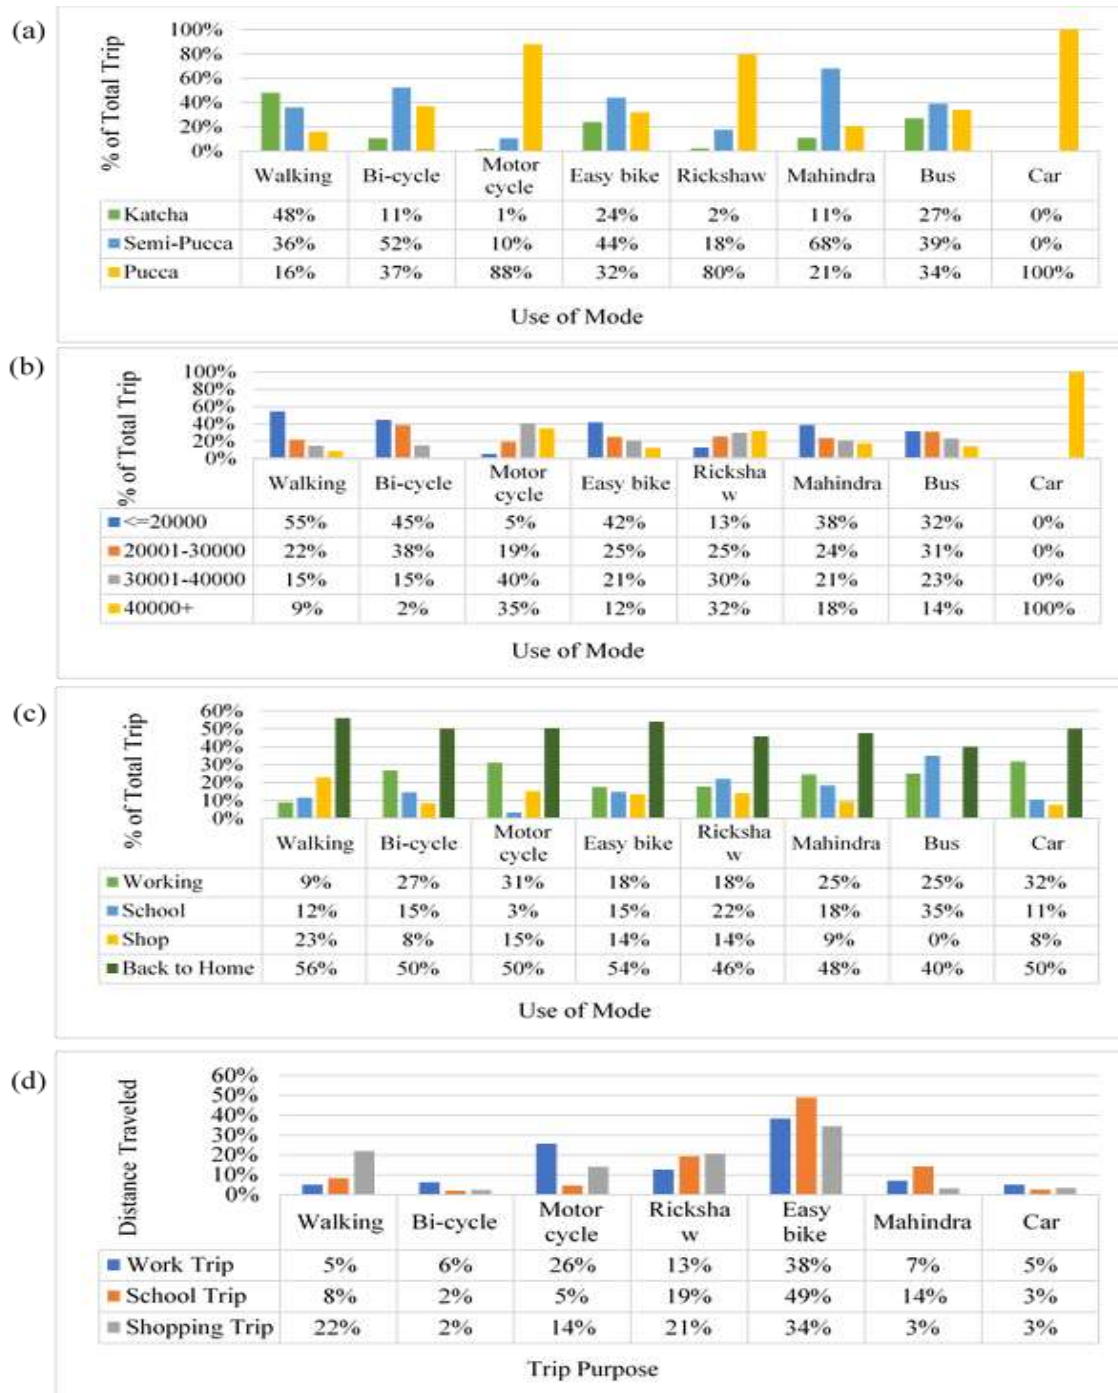 (a)
% of Total Trip
100%
80%
60%
40%
20%
0%
Walking Bi-cycle Motor cycle Easy bike Rickshaw Mahindra Bus Car
Katcha 48% 11% 1% 24% 2% 11% 27% 0%
Semi-Pucca 36% 52% 10% 44% 18% 68% 39% 0%
Pucca 16% 37% 88% 32% 80% 21% 34% 100%
Use of Mode
(b)
% of Total Trip
100%
80%
60%
40%
20%
0%
Walking Bi-cycle Motor cycle Easy bike Ricksha w Mahindra Bus Car
<=20000 55% 45% 5% 42% 13% 38% 32% 0%
20001-30000 22% 38% 19% 25% 25% 24% 31% 0%
30001-40000 15% 15% 40% 21% 30% 21% 23% 0%
40000+ 9% 2% 35% 12% 32% 18% 14% 100%
Use of Mode
(c)
% of Total Trip
60%
50%
40%
30%
20%
10%
0%
Walking Bi-cycle Motor cycle Easy bike Ricksha w Mahindra Bus Car
Working 9% 27% 31% 18% 18% 25% 25% 32%
School 12% 15% 3% 15% 22% 18% 35% 11%
Shop 23% 8% 15% 14% 14% 9% 0% 8%
Back to Home 56% 50% 50% 54% 46% 48% 40% 50%
Use of Mode
(d)
Distance Traveled
60%
50%
40%
30%
20%
10%
0%
Walking Bi-cycle Motor cycle Ricksha w Easy bike Mahindra Car
Work Trip 5% 6% 26% 13% 38% 7% 5%
School Trip 8% 2% 5% 19% 49% 14% 3%
Shopping Trip 22% 2% 14% 21% 34% 3% 3%
Trip Purpose